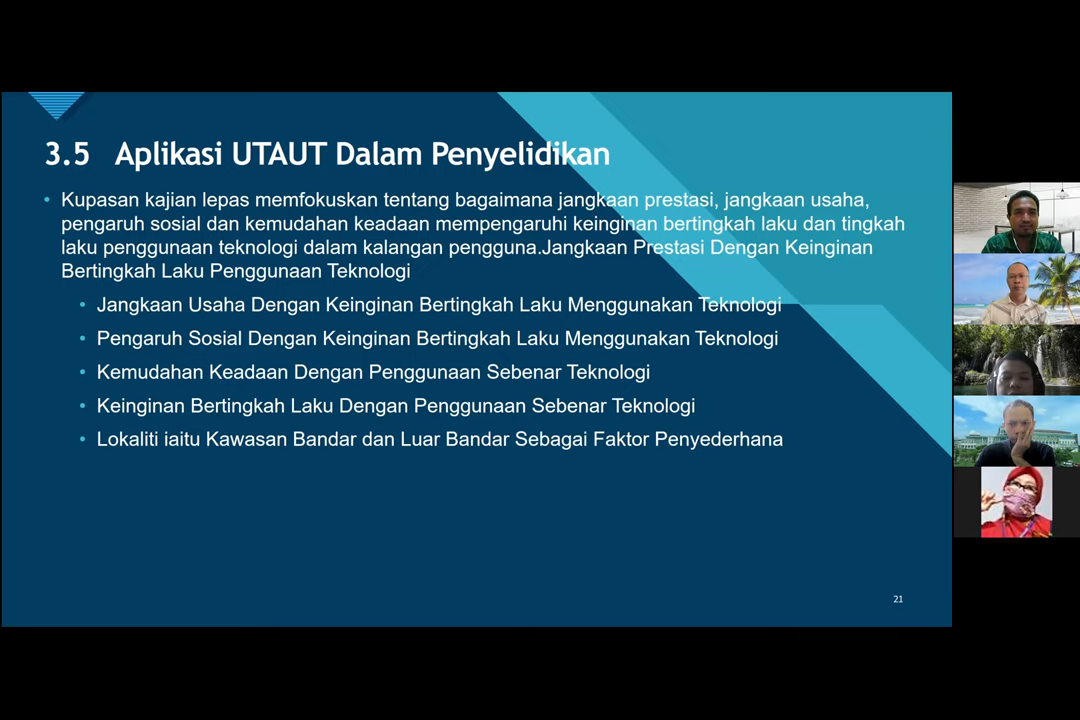 3.5 Aplikasi UTAUT Dalam Penyelidikan
• Kupasan kajian lepas memfokuskan tentang bagaimana jangkaan prestasi, jangkaan usaha,
pengaruh sosial dan kemudahan keadaan mempengaruhi keinginan bertingkah laku dan tingkah
laku penggunaan teknologi dalam kalangan pengguna.Jangkaan Prestasi Dengan Keinginan
Bertingkah Laku Penggunaan Teknologi
• Jangkaan Usaha Dengan Keinginan Bertingkah Laku Menggunakan Teknologi
• Pengaruh Sosial Dengan Keinginan Bertingkah Laku Menggunakan Teknologi
• Kemudahan Keadaan Dengan Penggunaan Sebenar Teknologi
• Keinginan Bertingkah Laku Dengan Penggunaan Sebenar Teknologi
• Lokaliti iaitu Kawasan Bandar dan Luar Bandar Sebagai Faktor Penyederhana
21